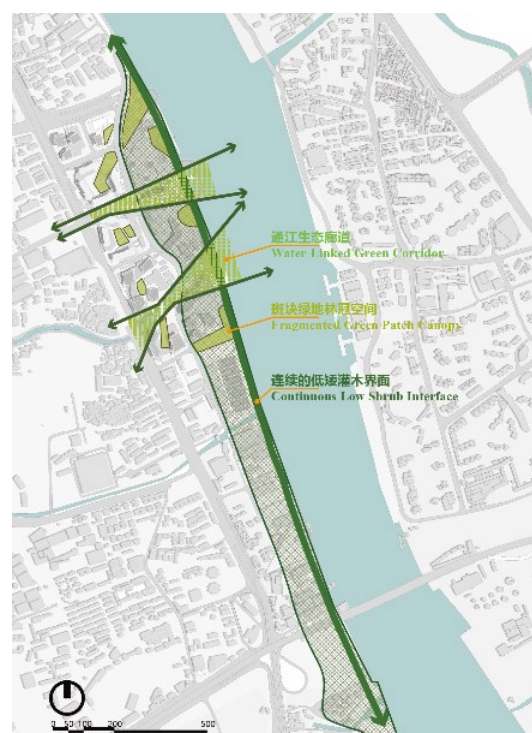 通江生态廊道
Water-Linked Green Corridor
斑块绿地林冠空间
Fragmented Green Patch Canopy
连续的低矮灌木界面
Continuous Low Shrub Interface
0 50 100 200 500